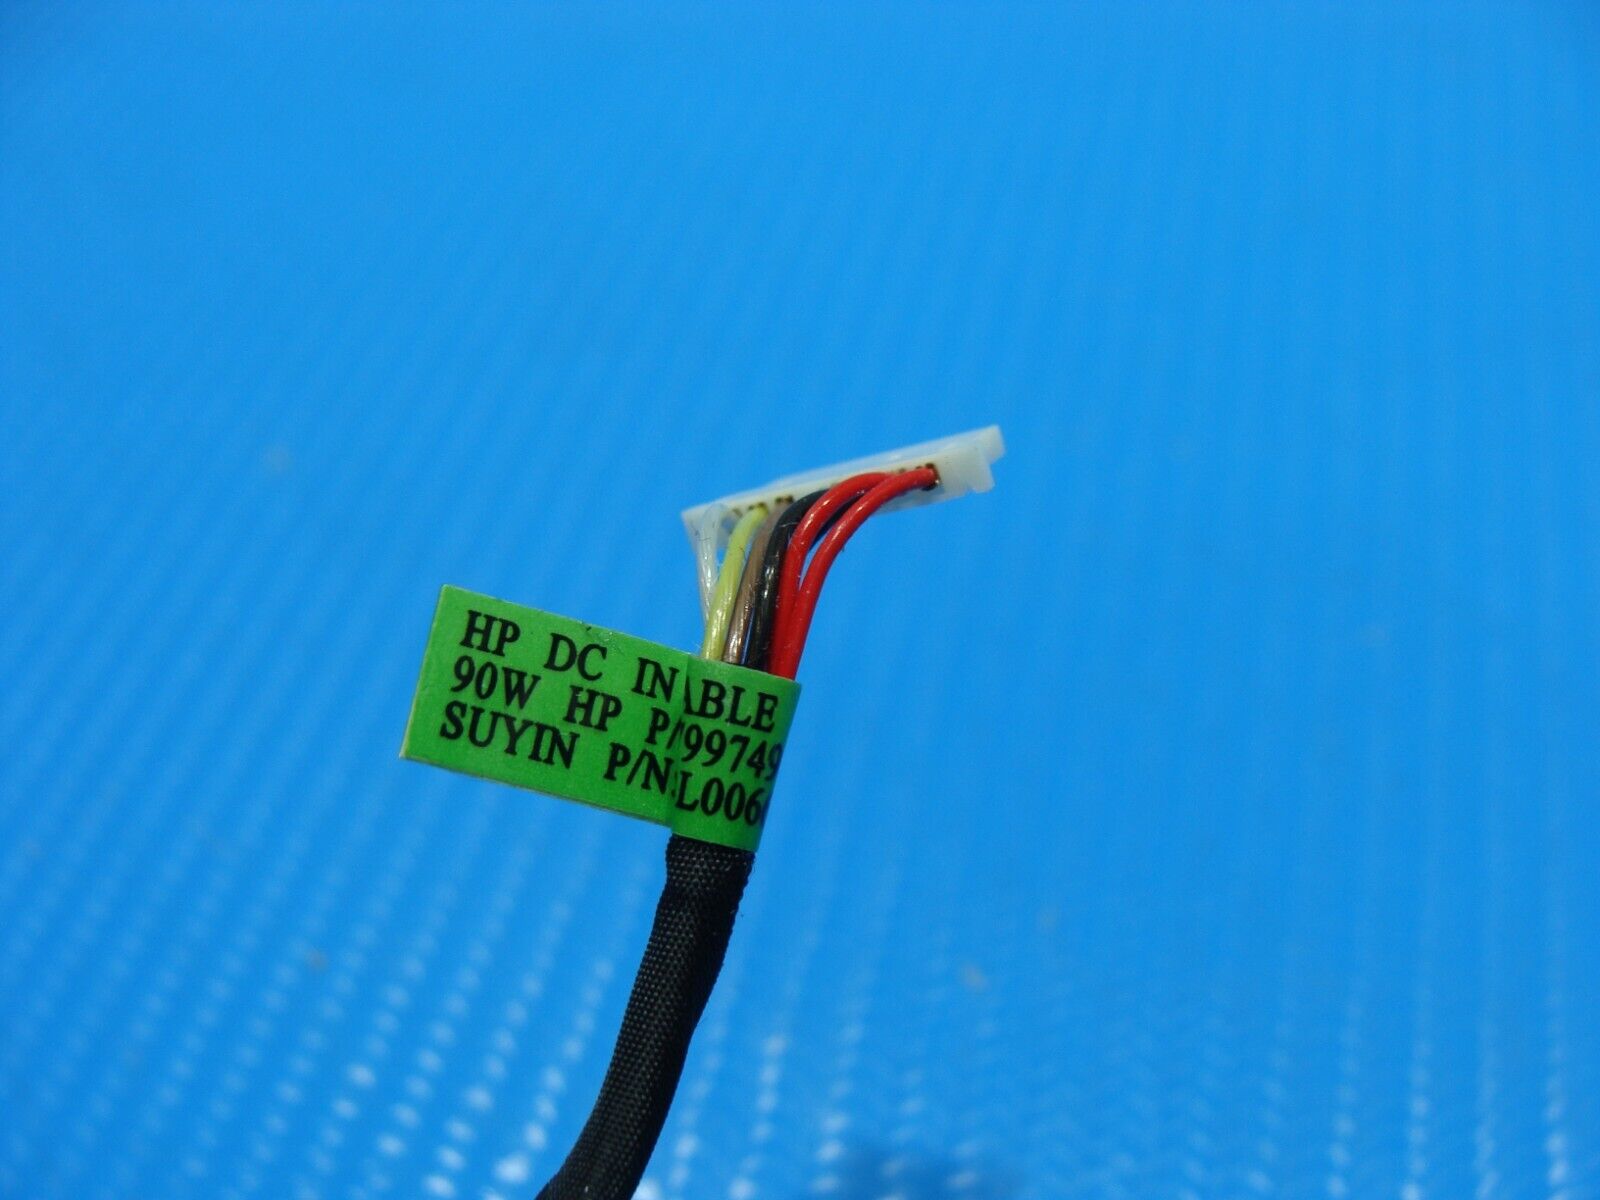 HP DC IN ABLE
90W HP P/ 99749
SUYIN P/N L006